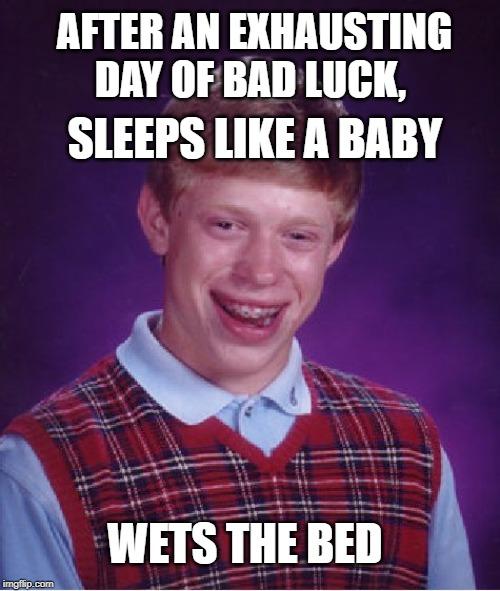 AFTER AN EXHAUSTING
DAY OF BAD LUCK,
SLEEPS LIKE A BABY
WETS THE BED
imgflip.com